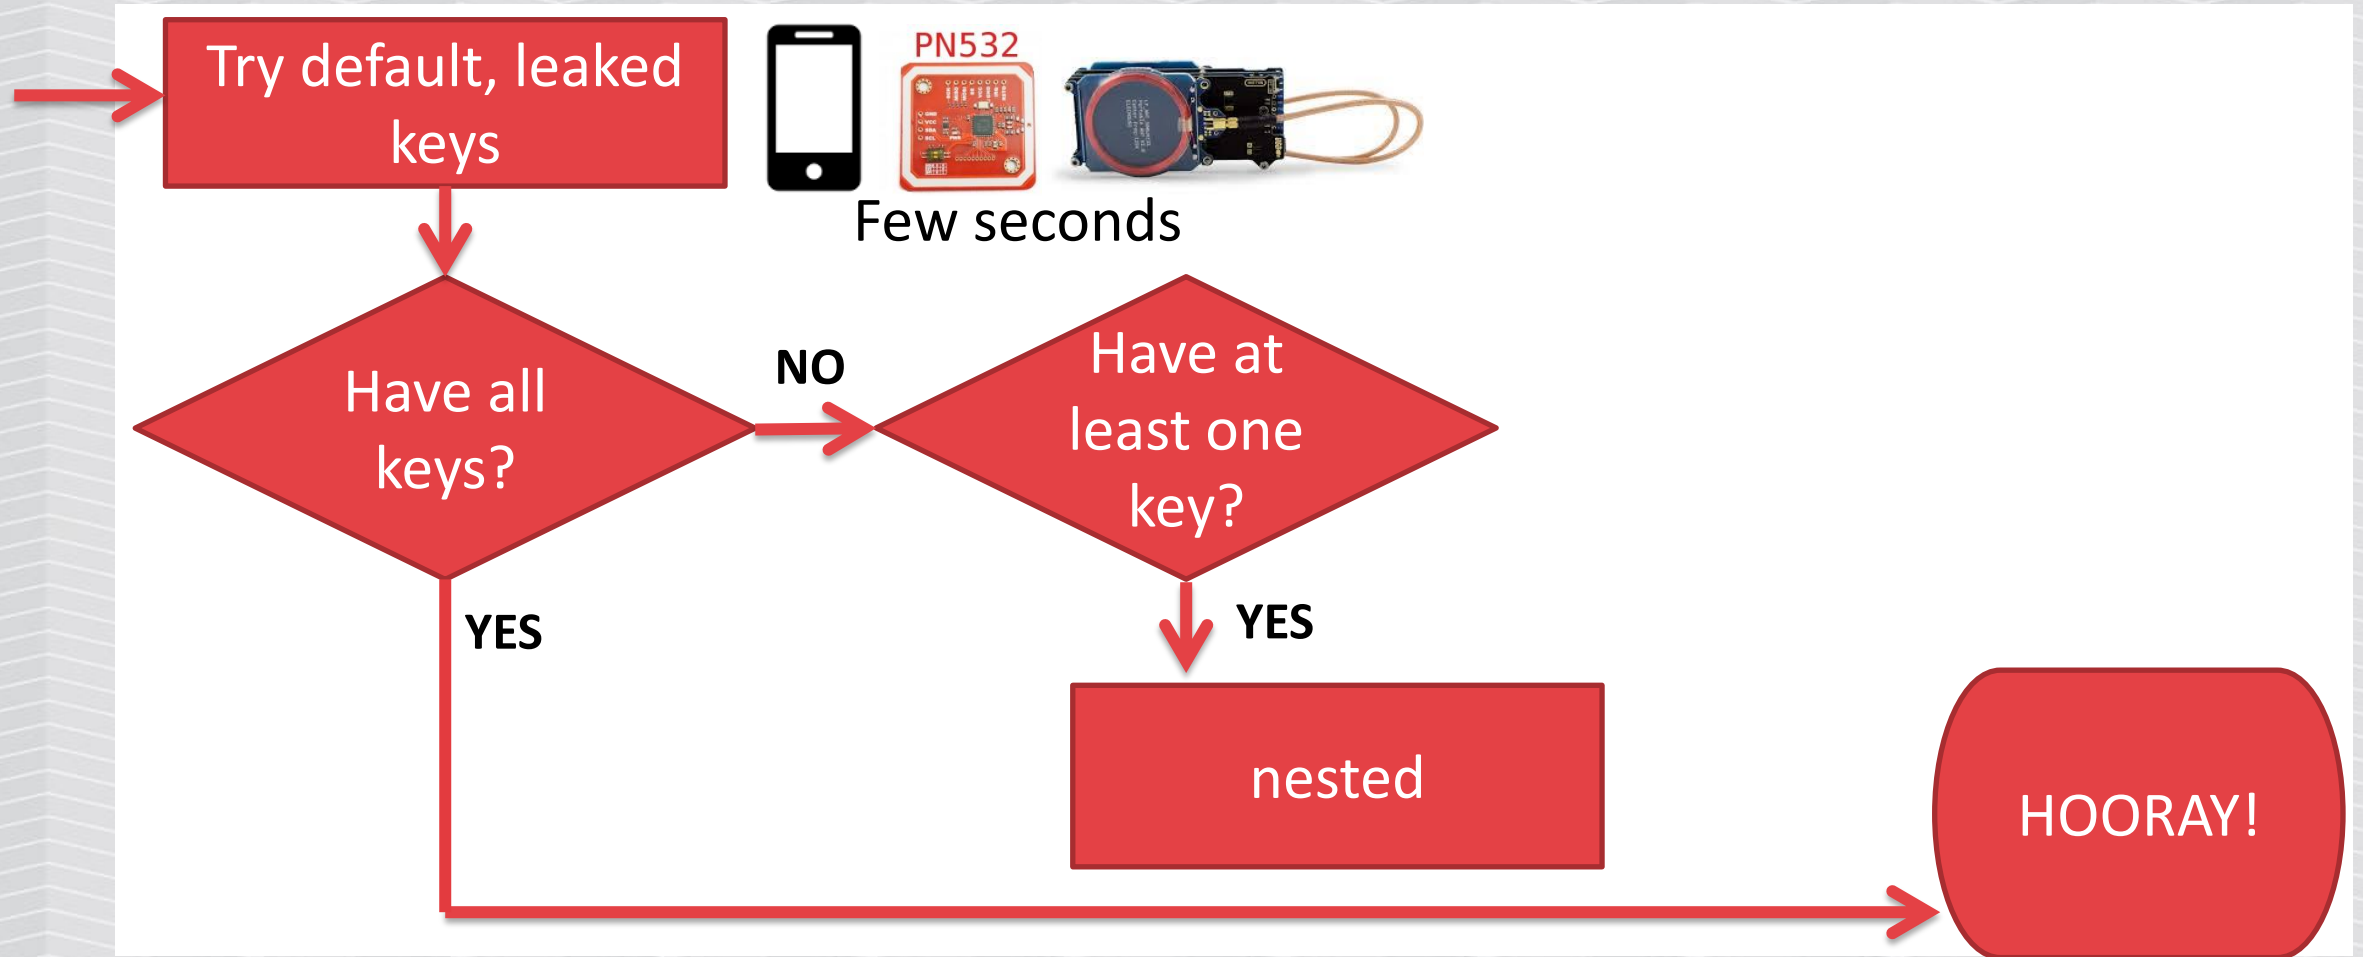 Try default, leaked
keys
PN532
Few seconds
Have all
keys?
NO
Have at
least one
key?
YES
YES
nested
HOORAY!